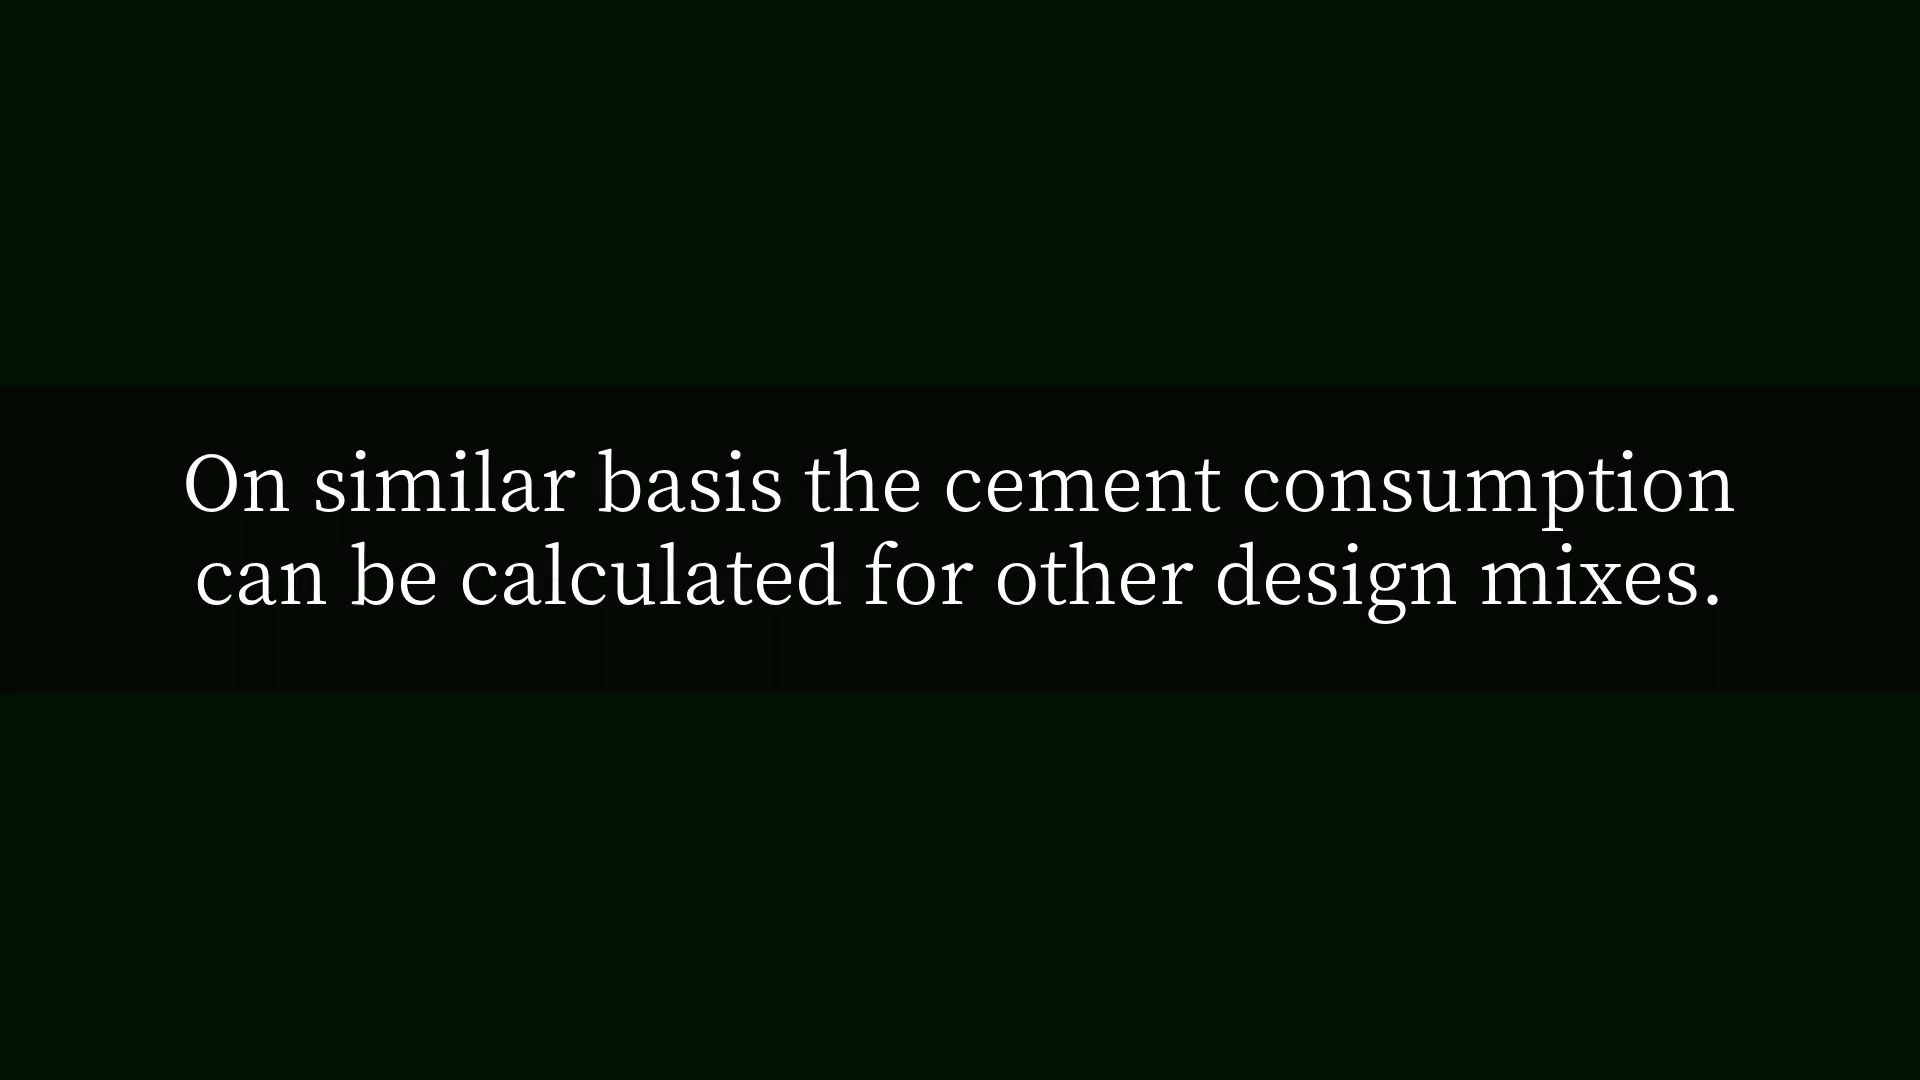 On similar basis the cement consumption
can be calculated for other design mixes.